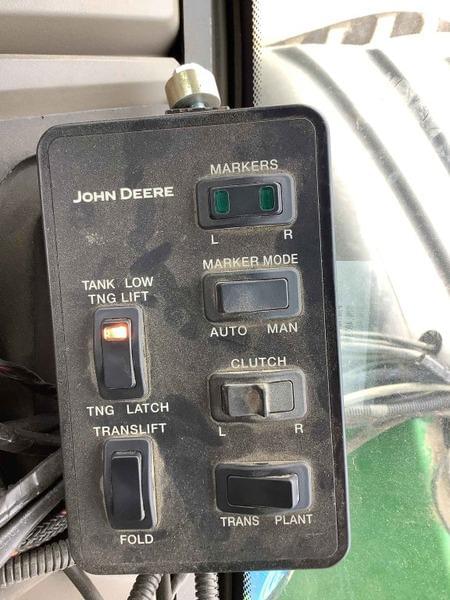 JOHN DEERE
MARKERS
L R
MARKER MODE
AUTO MAN
TANK LOW
TNG LIFT
TNG LATCH
CLUTCH
L R
TRANSLIFT
FOLD
TRANS PLANT